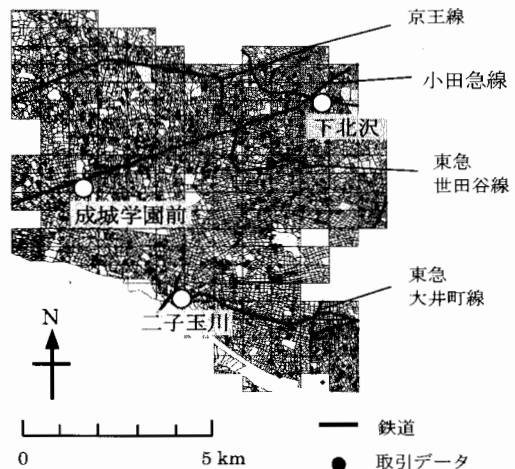 京王線
小田急線
下北沢
東急
世田谷線
成城学園前
東急
大井町線
二子玉川
N
鉄道
0 5 km
取引データ